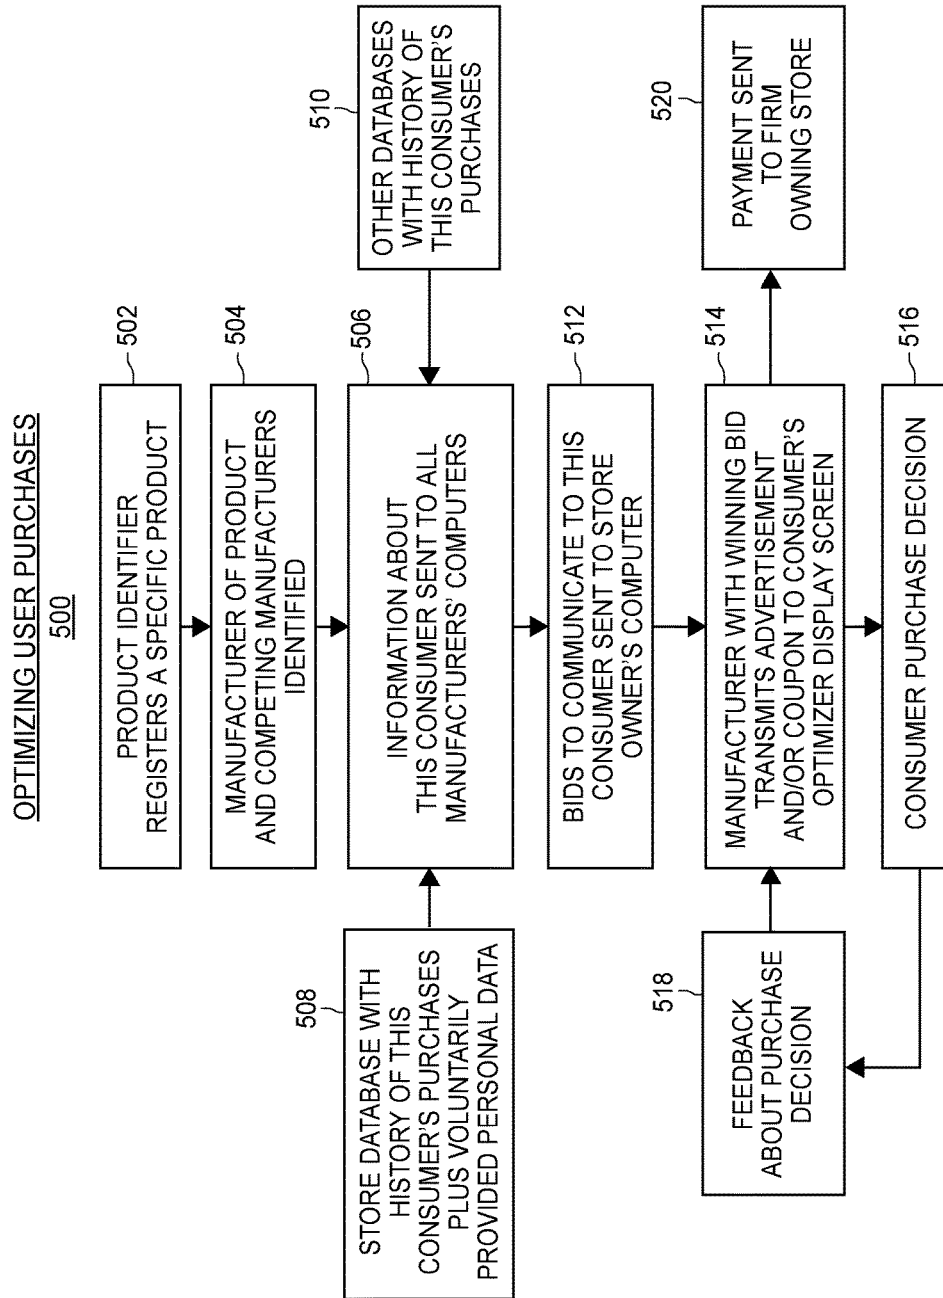 OPTIMIZING USER PURCHASES
500
502
PRODUCT IDENTIFIER
REGISTERS A SPECIFIC PRODUCT
504
MANUFACTURER OF PRODUCT
AND COMPETING MANUFACTURERS
IDENTIFIED
508
STORE DATABASE WITH
HISTORY OF THIS
CONSUMER'S PURCHASES
PLUS VOLUNTARILY
PROVIDED PERSONAL DATA
506
INFORMATION ABOUT
THIS CONSUMER SENT TO ALL
MANUFACTURERS' COMPUTERS
510
OTHER DATABASES
WITH HISTORY OF
THIS CONSUMER'S
PURCHASES
512
BIDS TO COMMUNICATE TO THIS
CONSUMER SENT TO STORE
OWNER'S COMPUTER
518
FEEDBACK
ABOUT PURCHASE
DECISION
514
MANUFACTURER WITH WINNING BID
TRANSMITS ADVERTISEMENT
AND/OR COUPON TO CONSUMER'S
OPTIMIZER DISPLAY SCREEN
520
PAYMENT SENT
TO FIRM
OWNING STORE
516
CONSUMER PURCHASE DECISION